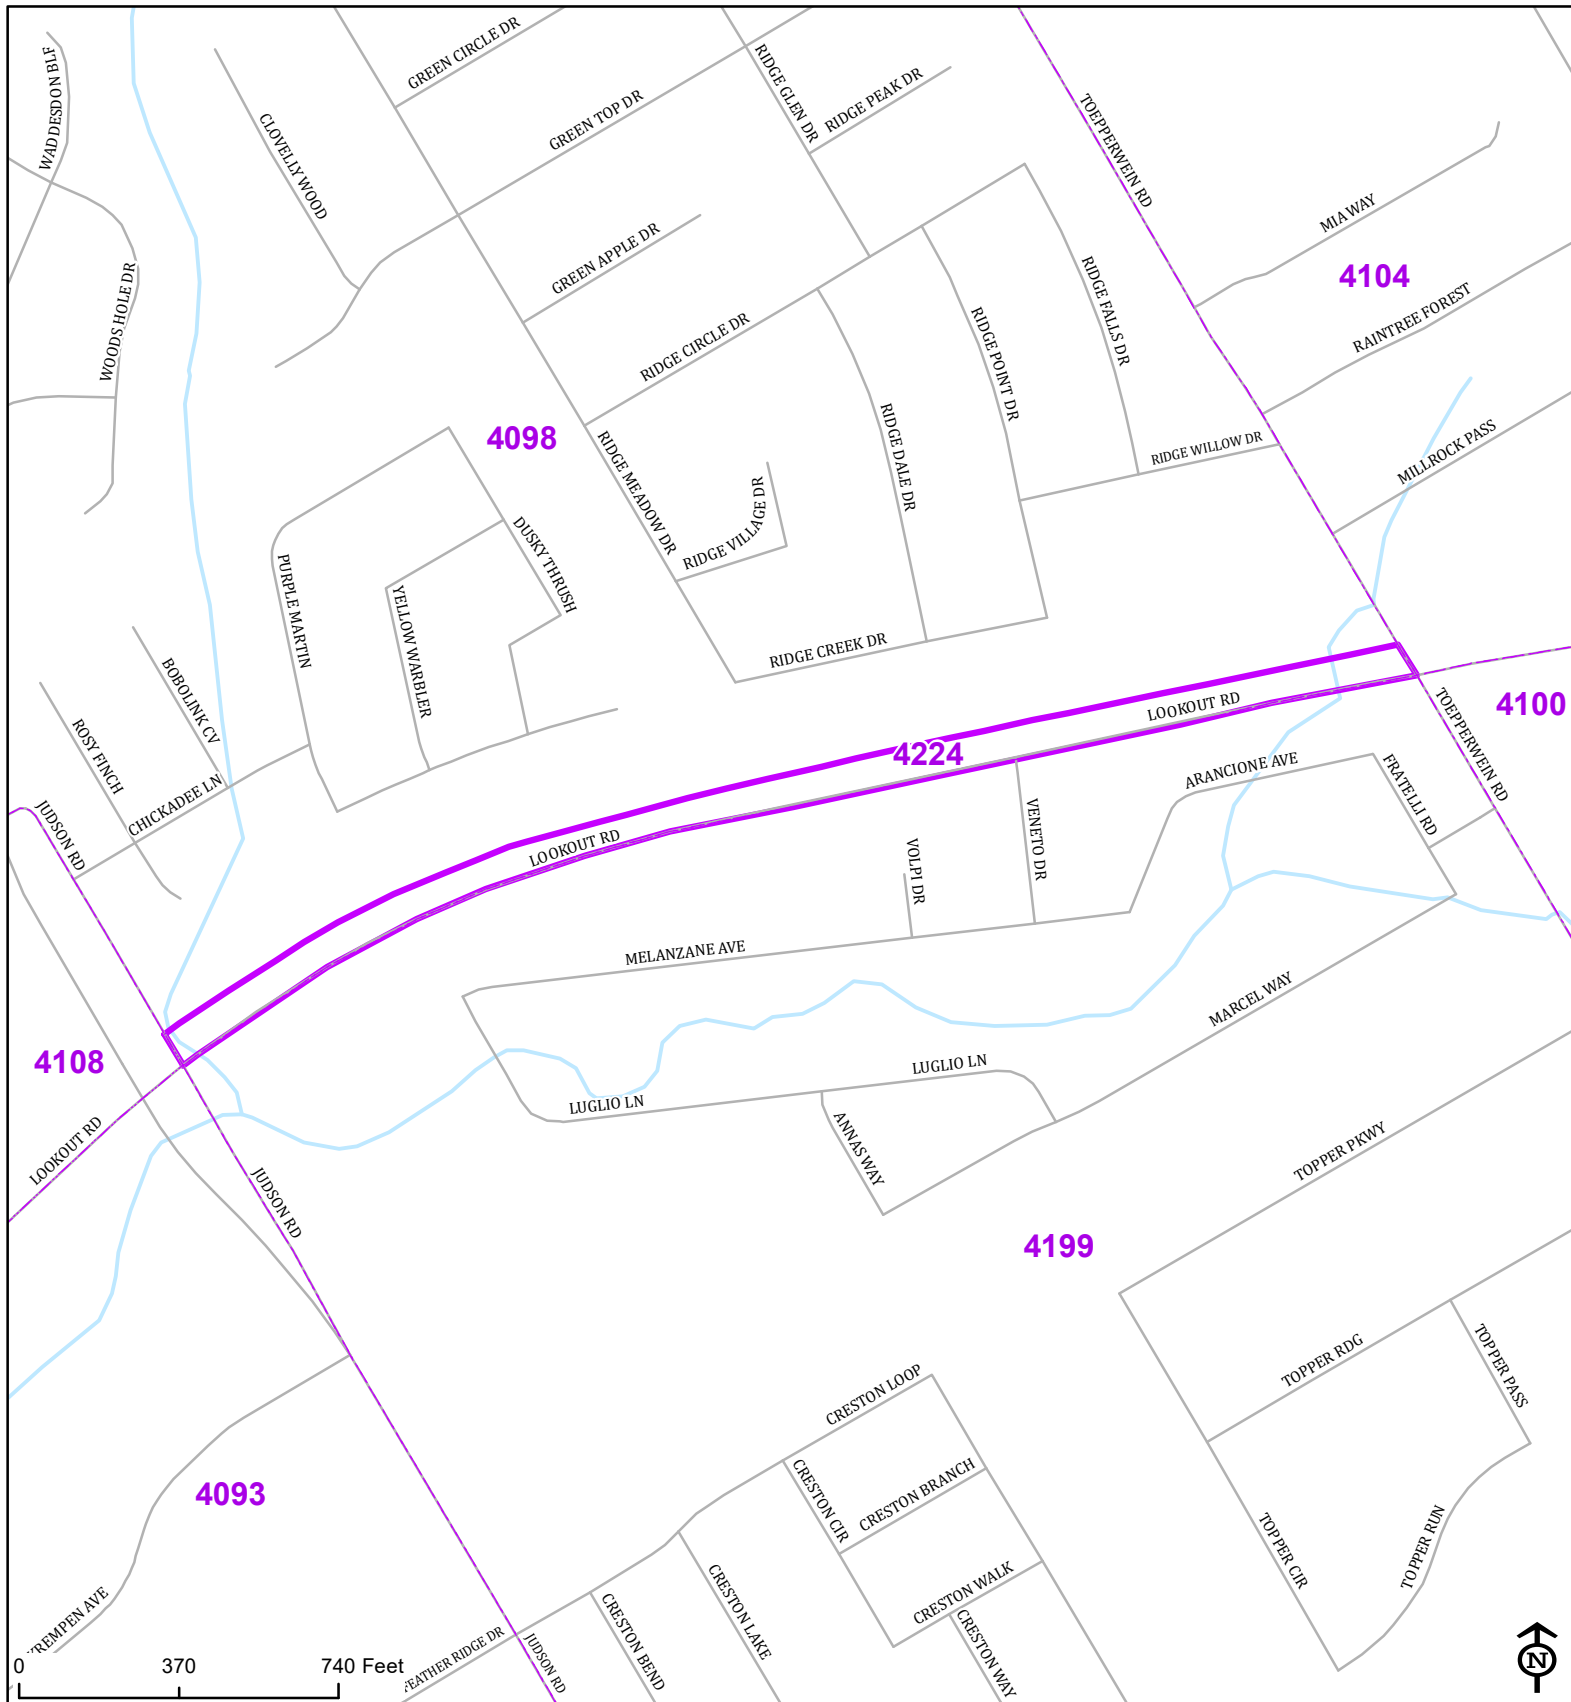 GREEN CIRCLE DR
WADDESDON BLF
CLOVELLY WOOD
GREEN TOP DR
RIDGE GLEN DR
RIDGE PEAK DR
TOEPPERWEIN RD
MIA WAY
GREEN APPLE DR
WOODS HOLE DR
RIDGE FALLS DR
4104
RAINTREE FOREST
RIDGE CIRCLE DR
RIDGE POINT DR
4098
RIDGE DALE DR
RIDGE WILLOW DR
MILLROCK PASS
RIDGE MEADOW DR
RIDGE VILLAGE DR
DUSKY THRUSH
PURPLE MARTIN
YELLOW WARBLER
RIDGE CREEK DR
BOBOLINK CV
ROSY FINCH
LOOKOUT RD
TOEPPERWEIN RD
4100
4224
ARANCIONE AVE
FRATELLI RD
CHICKADEE LN
JUDSON RD
LOOKOUT RD
VENETO DR
VOLPI DR
MELANZANE AVE
MARCEL WAY
4108
LUGLIO LN
LUGLIO LN
ANNAS WAY
LOOKOUT RD
TOPPER PKWY
JUDSON RD
4199
TOPPER RDG
TOPPER PASS
CRESTON LOOP
4093
CRESTON CIR
CRESTON BRANCH
TOPPER CIR
TOPPER RUN
CRESTON LAKE
CRESTON WALK
CRESTON BEND
CRESTON WAY
FEATHER RIDGE DR
JUDSON RD
0 370 740 Feet
N